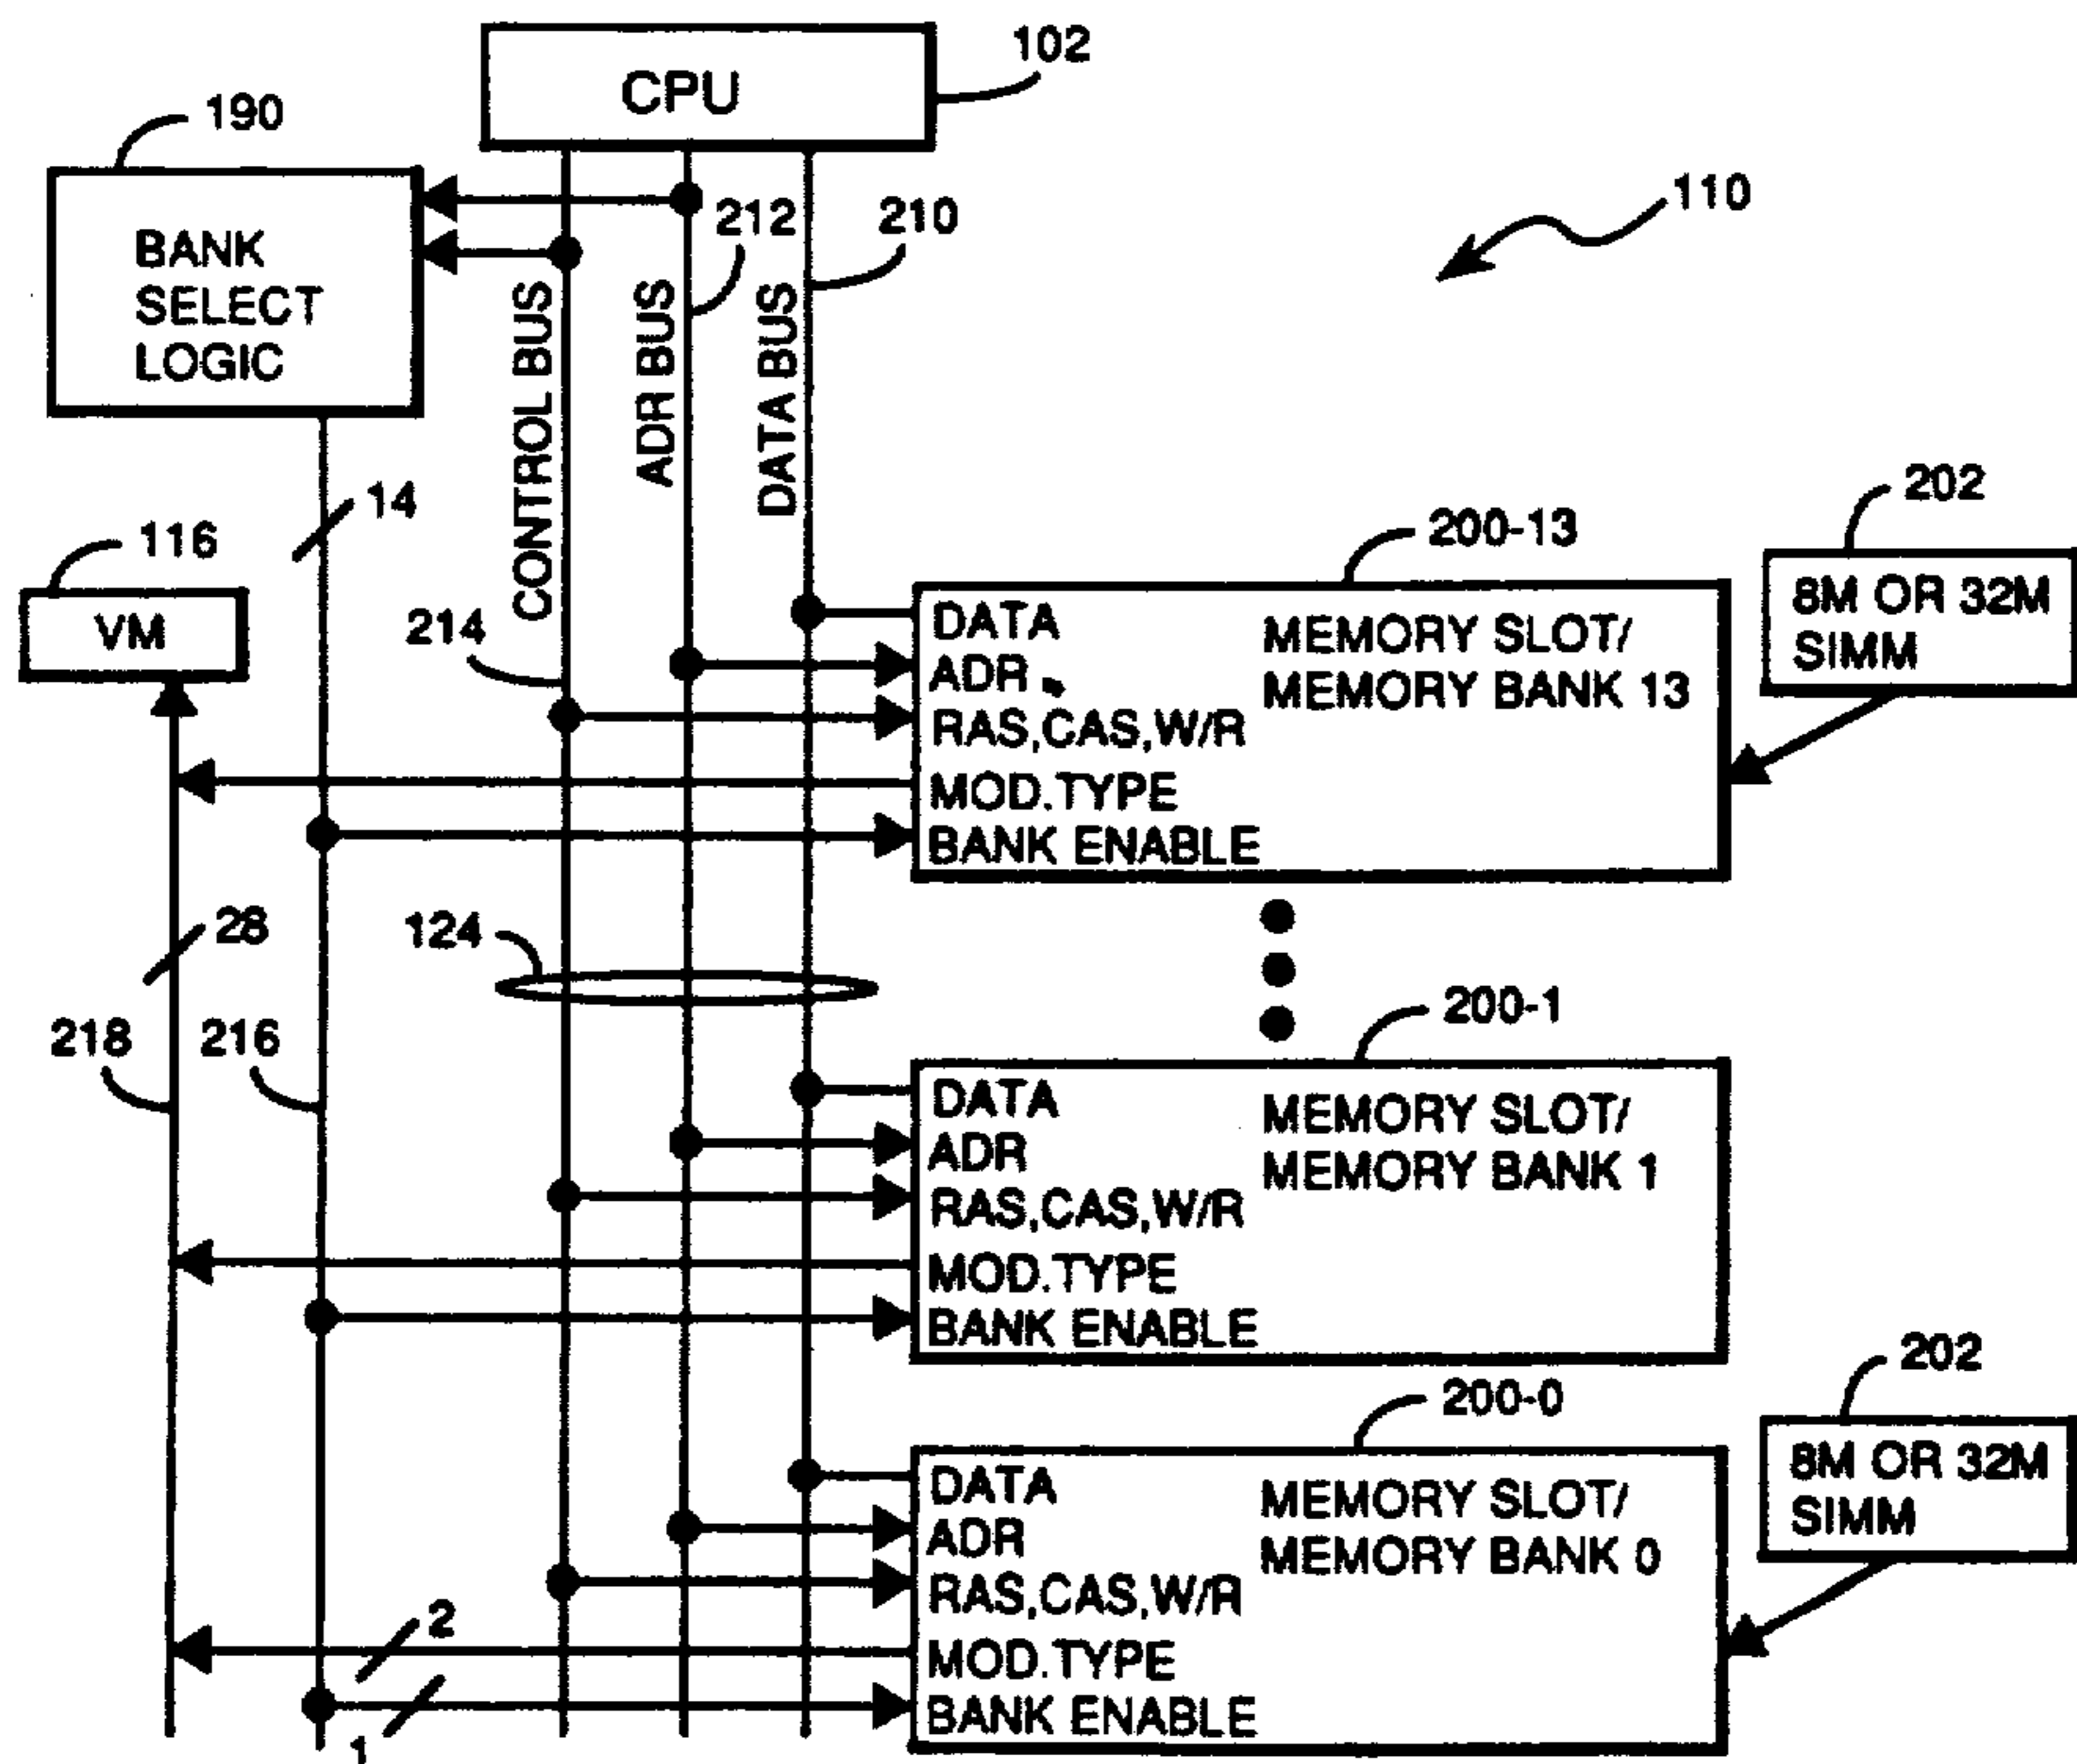 CPU
102
190
BANK
SELECT
LOGIC
212
210
110
CONTROL BUS
ADR BUS
DATA BUS
14
116
VM
214
202
8M OR 32M
SIMM
200-13
DATA
ADR
RAS,CAS,W/R
MOD.TYPE
BANK ENABLE
MEMORY SLOT/
MEMORY BANK 13
28
124
218
216
200-1
DATA
ADR
RAS,CAS,W/R
MOD.TYPE
BANK ENABLE
MEMORY SLOT/
MEMORY BANK 1
200-0
DATA
ADR
RAS,CAS,W/R
MOD.TYPE
BANK ENABLE
MEMORY SLOT/
MEMORY BANK 0
202
8M OR 32M
SIMM
2
1